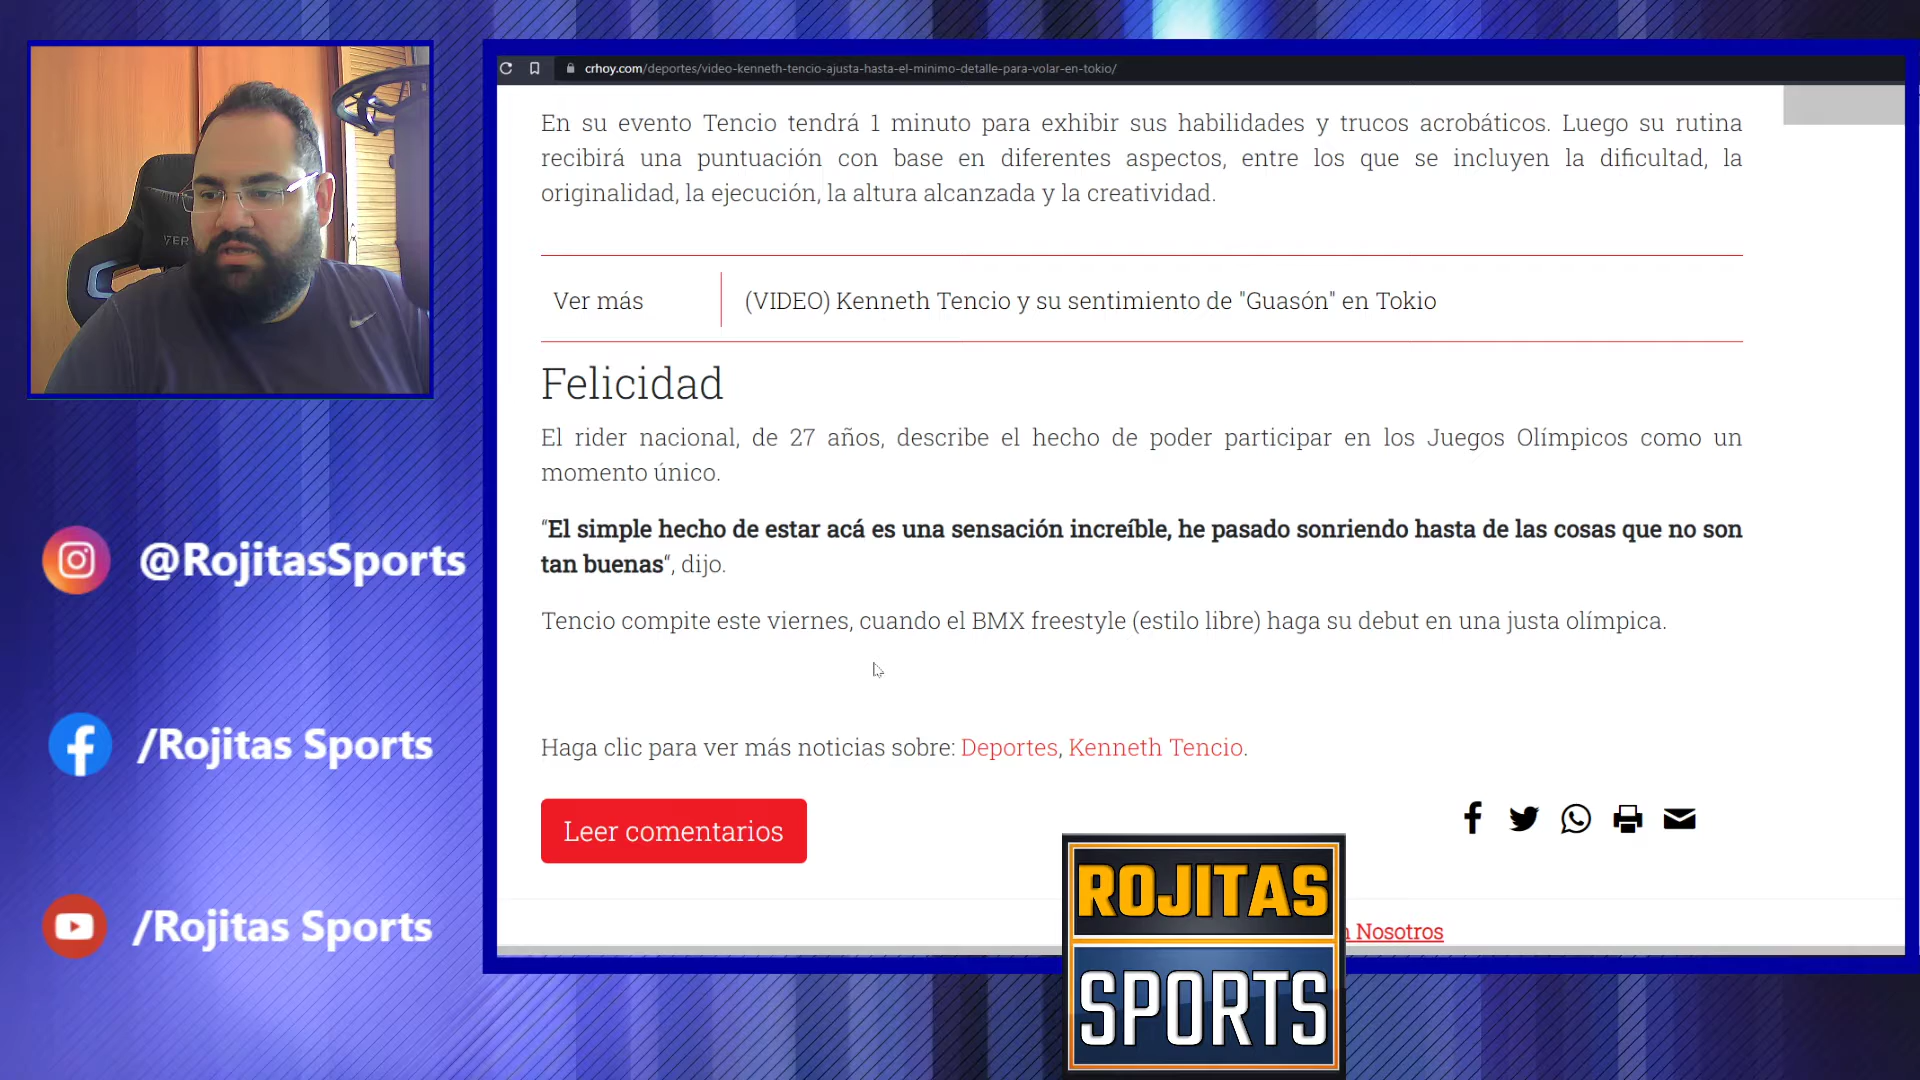 crhoy.com/deportes/video-kenneth-tencio-ajusta-hasta-el-minimo-detalle-para-volar-en-tokio/
En su evento Tencio tendrá 1 minuto para exhibir sus habilidades y trucos acrobáticos. Luego su rutina
recibirá una puntuación con base en diferentes aspectos, entre los que se incluyen la dificultad, la
originalidad, la ejecución, la altura alcanzada y la creatividad.
Ver más
(VIDEO) Kenneth Tencio y su sentimiento de "Guasón" en Tokio
Felicidad
El rider nacional, de 27 años, describe el hecho de poder participar en los Juegos Olímpicos como un
momento único.
“El simple hecho de estar acá es una sensación increíble, he pasado sonriendo hasta de las cosas que no son
tan buenas“, dijo.
Tencio compite este viernes, cuando el BMX freestyle (estilo libre) haga su debut en una justa olímpica.
Haga clic para ver más noticias sobre: Deportes, Kenneth Tencio.
Leer comentarios
Nosotros
@RojitasSports
/Rojitas Sports
/Rojitas Sports
ROJITAS
SPORTS